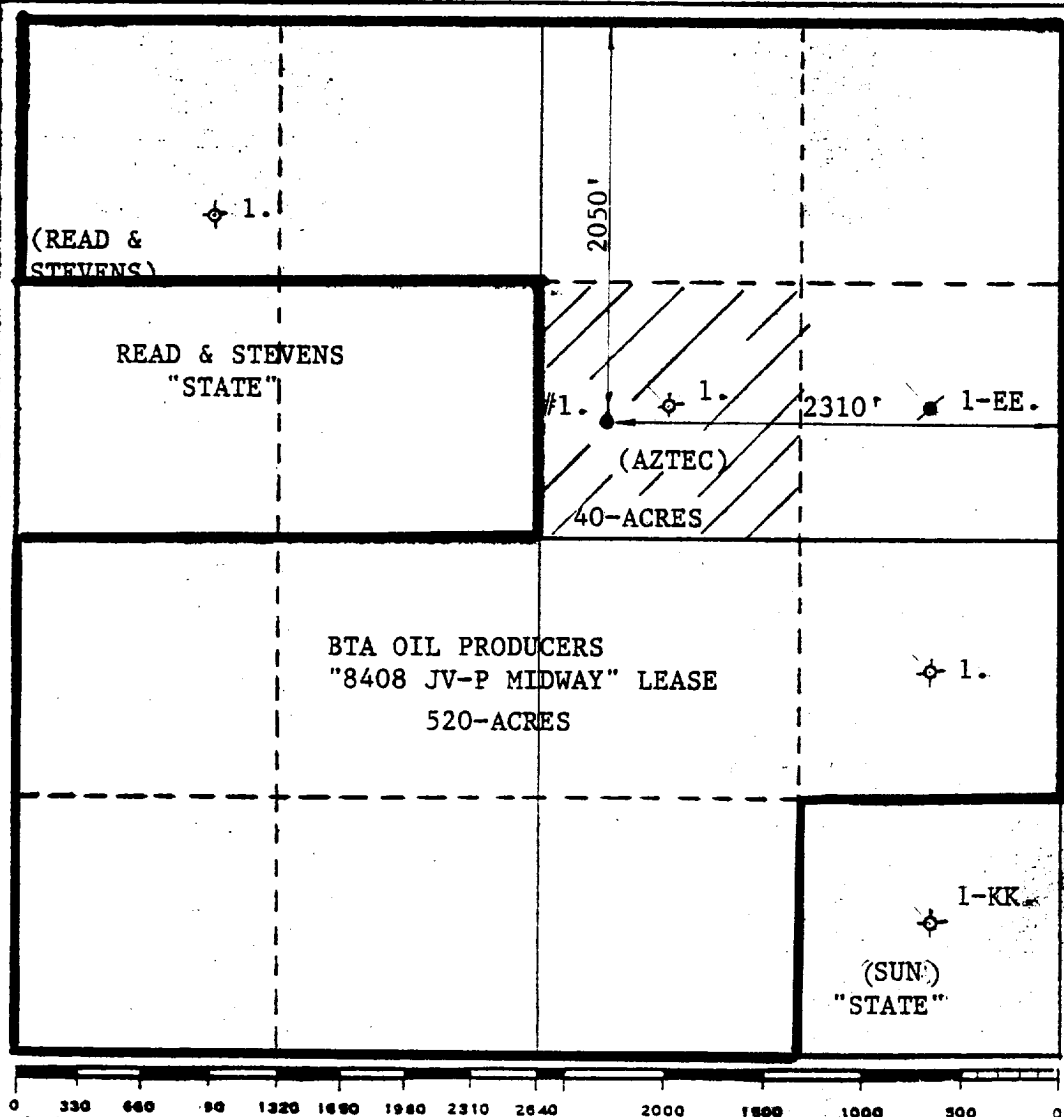 2050'
1.
(READ &
STEVENS)
READ & STEVENS
"STATE"
#1.
1.
2310'
1-EE.
(AZTEC)
40-ACRES
BTA OIL PRODUCERS
"8408 JV-P MIDWAY" LEASE
520-ACRES
1.
1-KK.
(SUN)
"STATE"
0 330 660 90 1320 1650 1980 2310 2640 2000 1500 1000 500 0